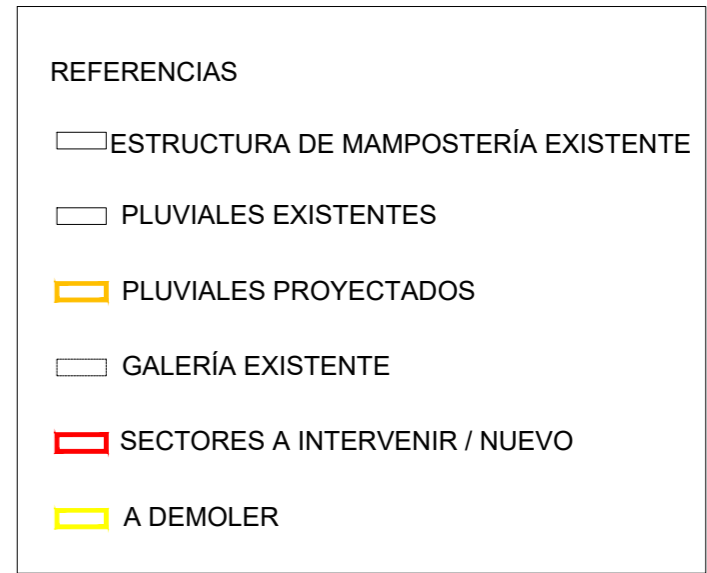 REFERENCIAS
ESTRUCTURA DE MAMPOSTERÍA EXISTENTE
PLUVIALES EXISTENTES
PLUVIALES PROYECTADOS
GALERÍA EXISTENTE
SECTORES A INTERVENIR / NUEVO
A DEMOLER